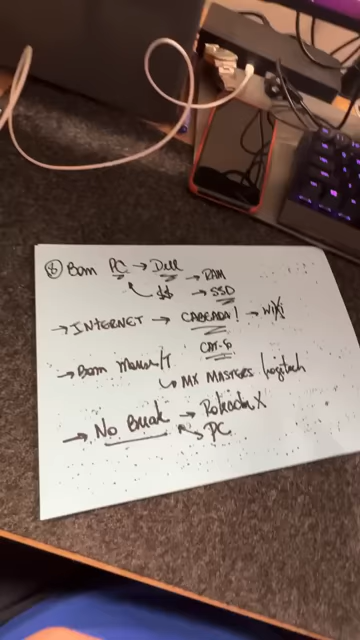 ⑧ Bom PC → Dell
→ RAM
$$ → SSD
→ INTERNET → CABEADA! → Wifi
CAT-6
→ Bom Mouse/T
↳ MX MASTERS Logitech
→ No Break → X
PC